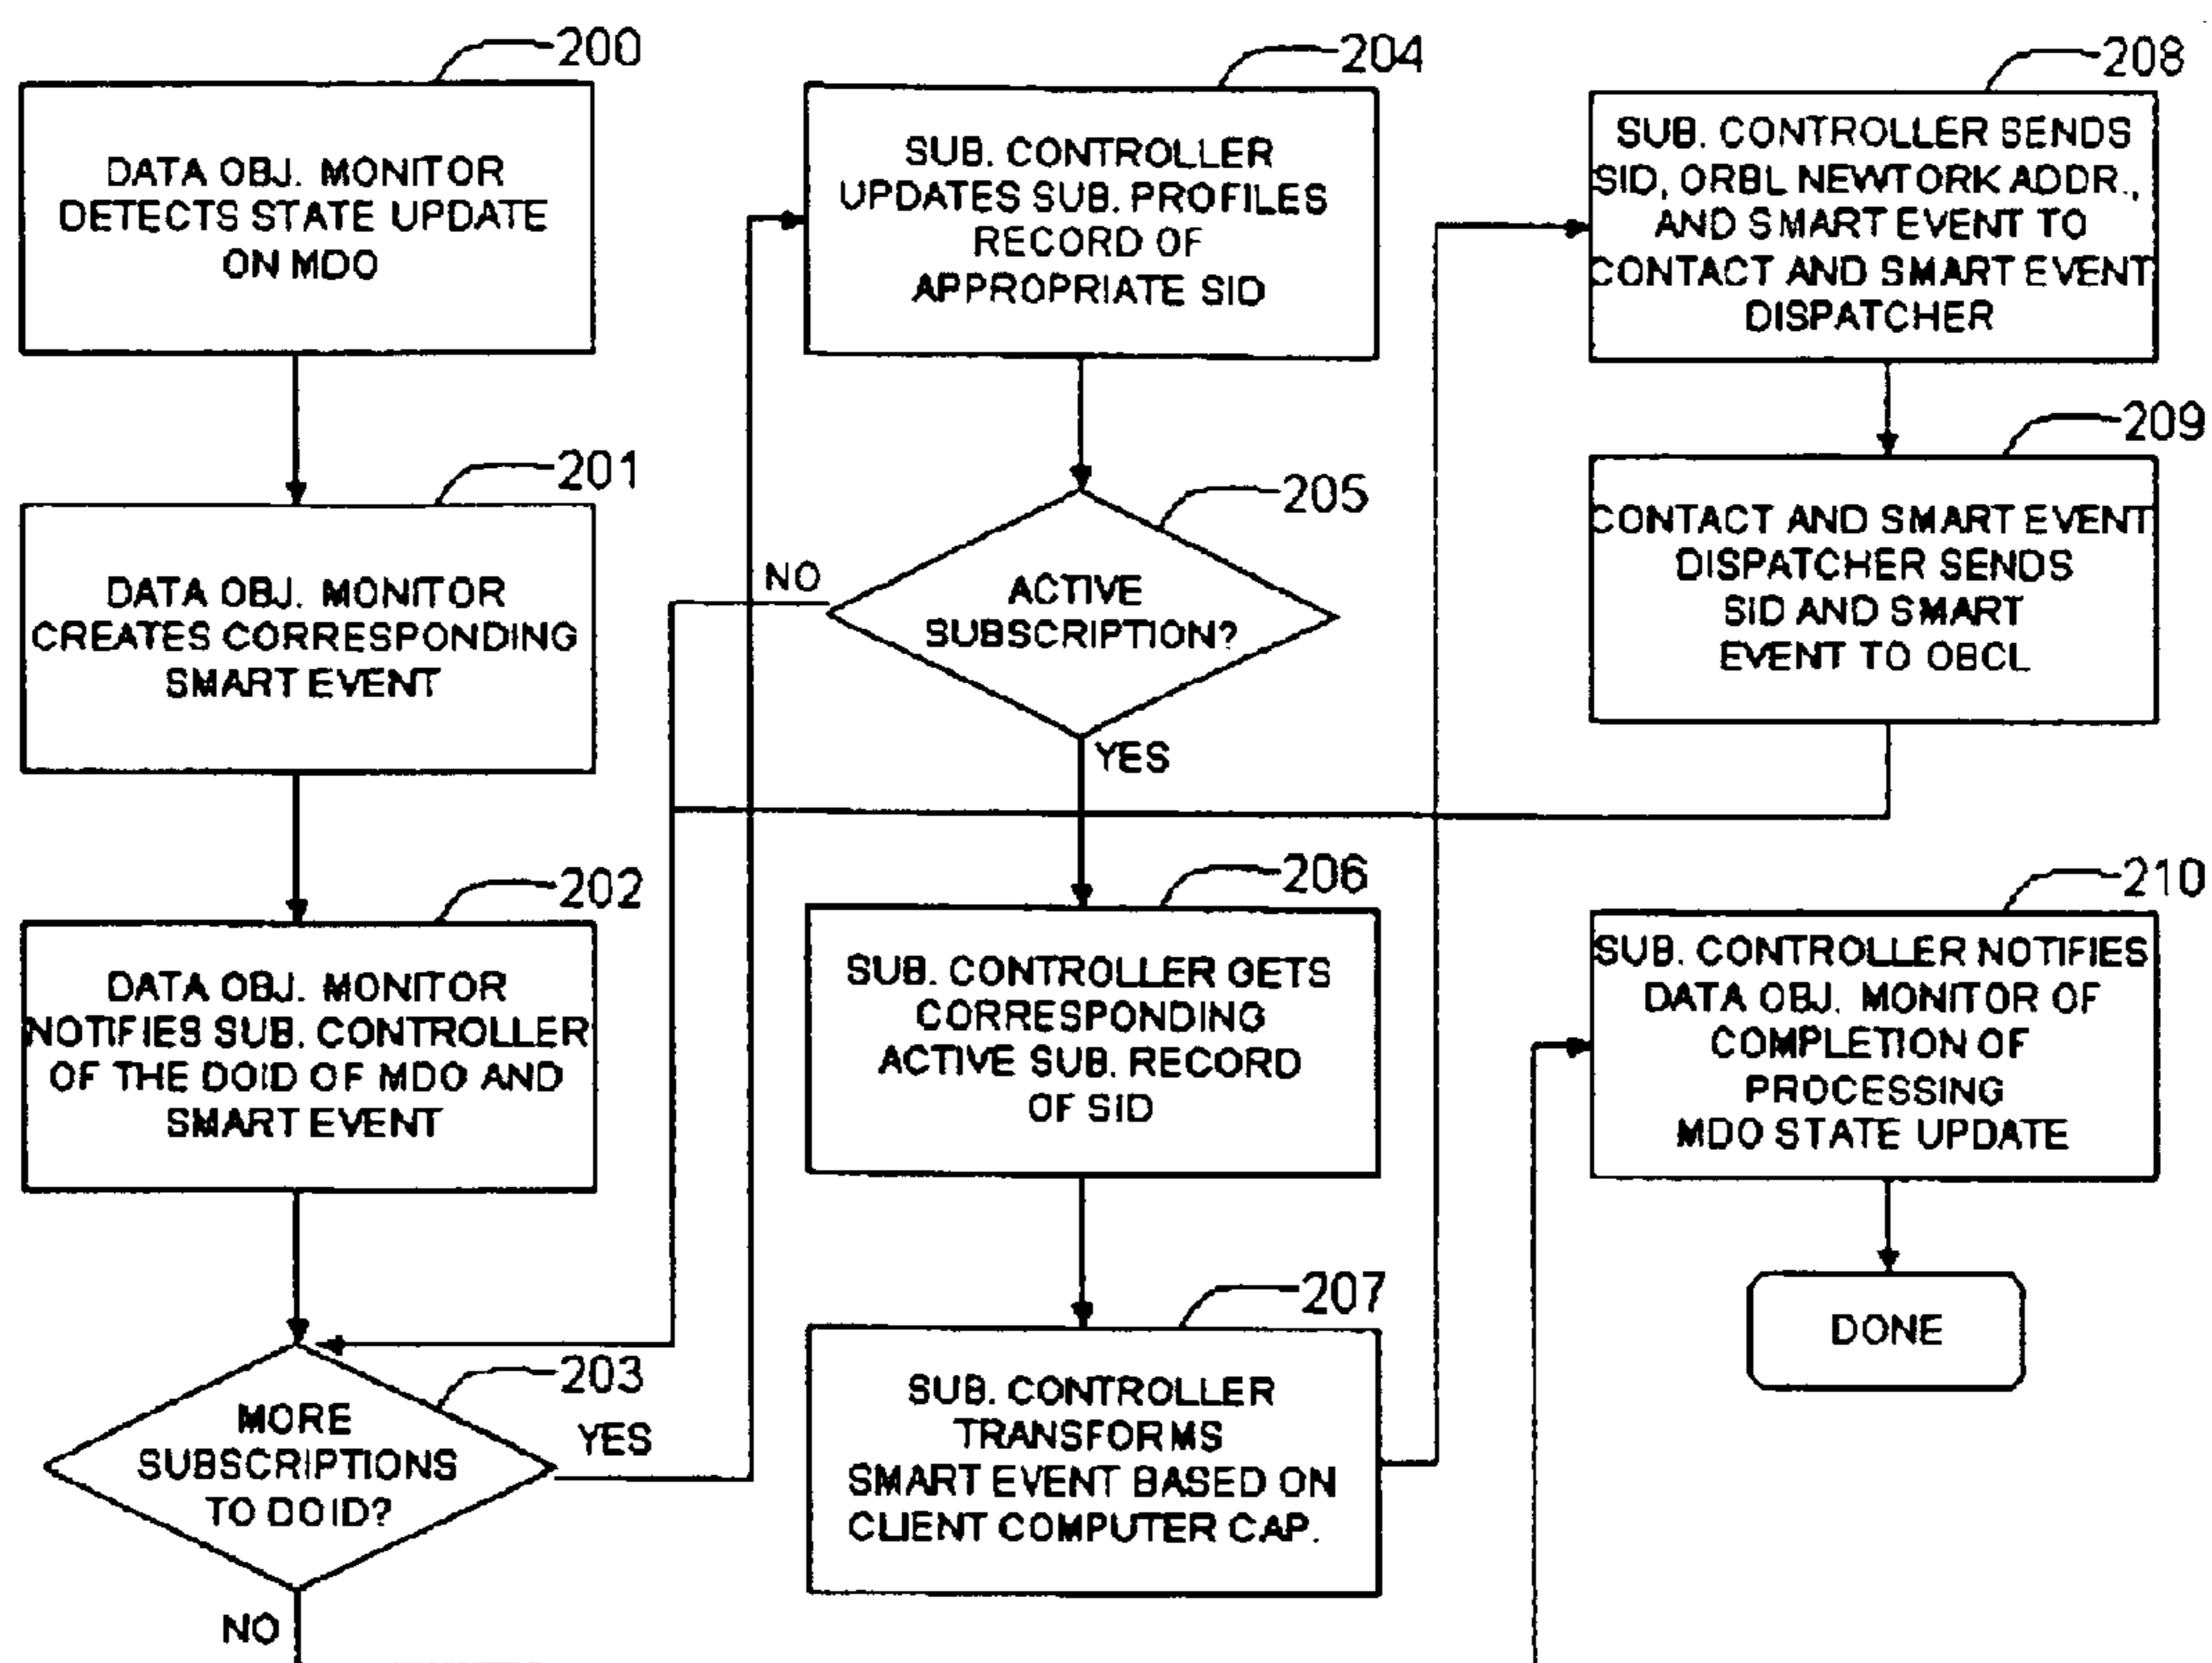 200
DATA OBJ. MONITOR
DETECTS STATE UPDATE
ON MDO
201
DATA OBJ. MONITOR
CREATES CORRESPONDING
SMART EVENT
202
DATA OBJ. MONITOR
NOTIFIES SUB. CONTROLLER
OF THE DOID OF MDO AND
SMART EVENT
203
MORE
SUBSCRIPTIONS
TO DOID?
YES
NO
204
SUB. CONTROLLER
UPDATES SUB. PROFILES
RECORD OF
APPROPRIATE SID
205
ACTIVE
SUBSCRIPTION?
NO
YES
206
SUB. CONTROLLER GETS
CORRESPONDING
ACTIVE SUB. RECORD
OF SID
207
SUB. CONTROLLER
TRANSFORMS
SMART EVENT BASED ON
CLIENT COMPUTER CAP.
208
SUB. CONTROLLER SENDS
SID, ORBL NEWTORK ADDR.,
AND SMART EVENT TO
CONTACT AND SMART EVENT
DISPATCHER
209
CONTACT AND SMART EVENT
DISPATCHER SENDS
SID AND SMART
EVENT TO OBCL
210
SUB. CONTROLLER NOTIFIES
DATA OBJ. MONITOR OF
COMPLETION OF
PROCESSING
MDO STATE UPDATE
DONE